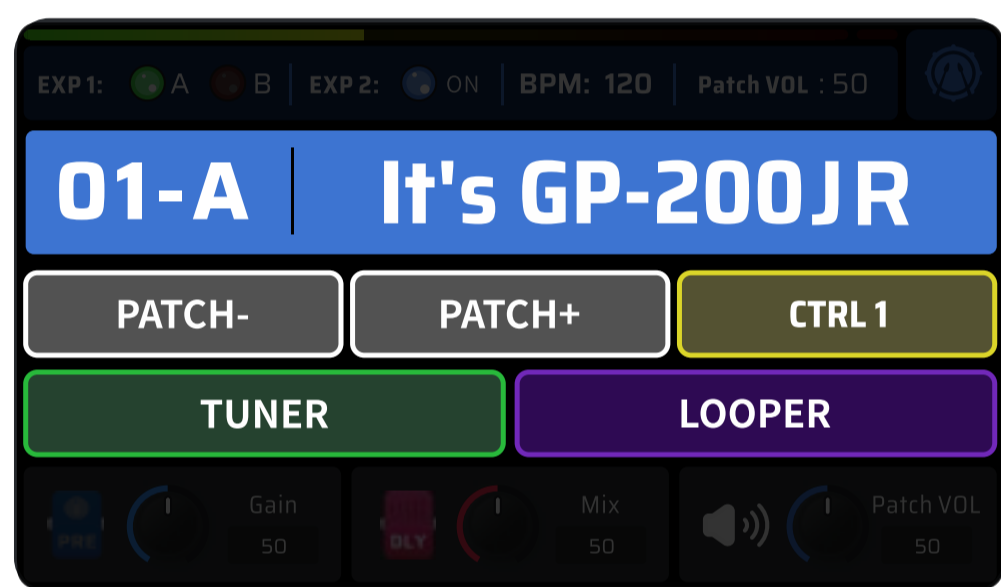 EXP 1: A B EXP 2: ON BPM: 120 Patch VOL : 50
01-A It's GP-200JR
PATCH- PATCH+ CTRL 1
TUNER LOOPER
PRE Gain 50 DLY Mix 50 Patch VOL 50